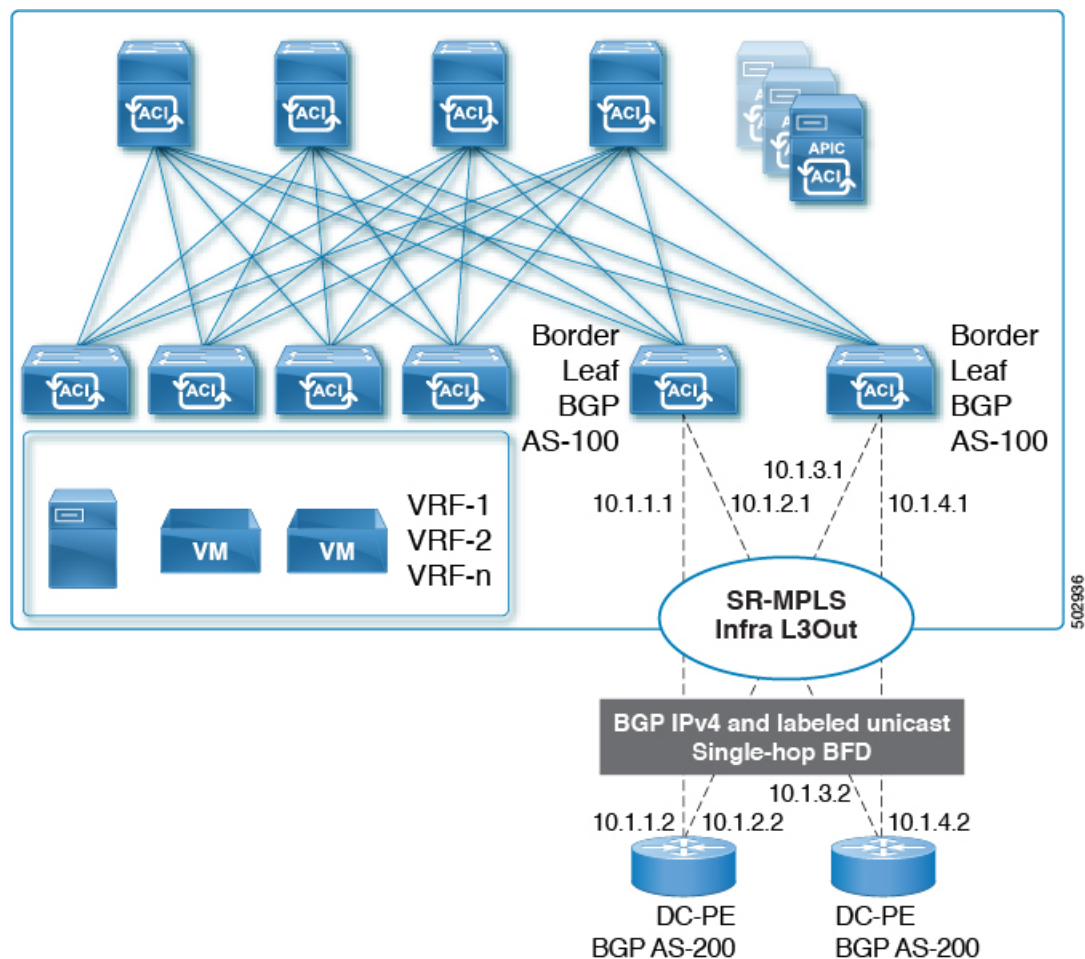 ACI
ACI
ACI
ACI
A
A
APIC
ACI
ACI
ACI
ACI
ACI
ACI
ACI
Border
Leaf
BGP
AS-100
Border
Leaf
BGP
AS-100
VM
VM
VRF-1
VRF-2
VRF-n
10.1.1.1
10.1.2.1
10.1.3.1
10.1.4.1
SR-MPLS
Infra L3Out
502936
BGP IPv4 and labeled unicast
Single-hop BFD
10.1.1.2
10.1.2.2
10.1.3.2
10.1.4.2
DC-PE
BGP AS-200
DC-PE
BGP AS-200